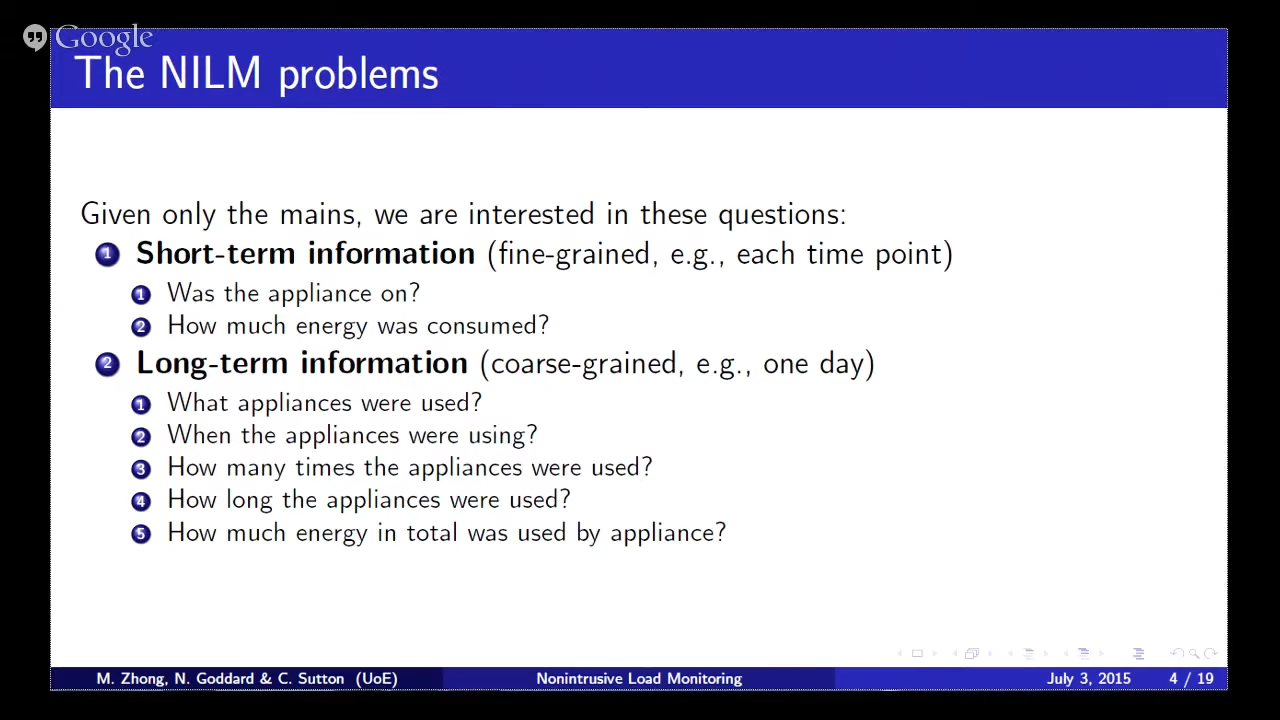 Google
The NILM problems
Given only the mains, we are interested in these questions:
1 Short-term information (fine-grained, e.g., each time point)
1 Was the appliance on?
2 How much energy was consumed?
2 Long-term information (coarse-grained, e.g., one day)
1 What appliances were used?
2 When the appliances were using?
3 How many times the appliances were used?
4 How long the appliances were used?
5 How much energy in total was used by appliance?
M. Zhong, N. Goddard & C. Sutton (UoE) Nonintrusive Load Monitoring July 3, 2015 4 / 19